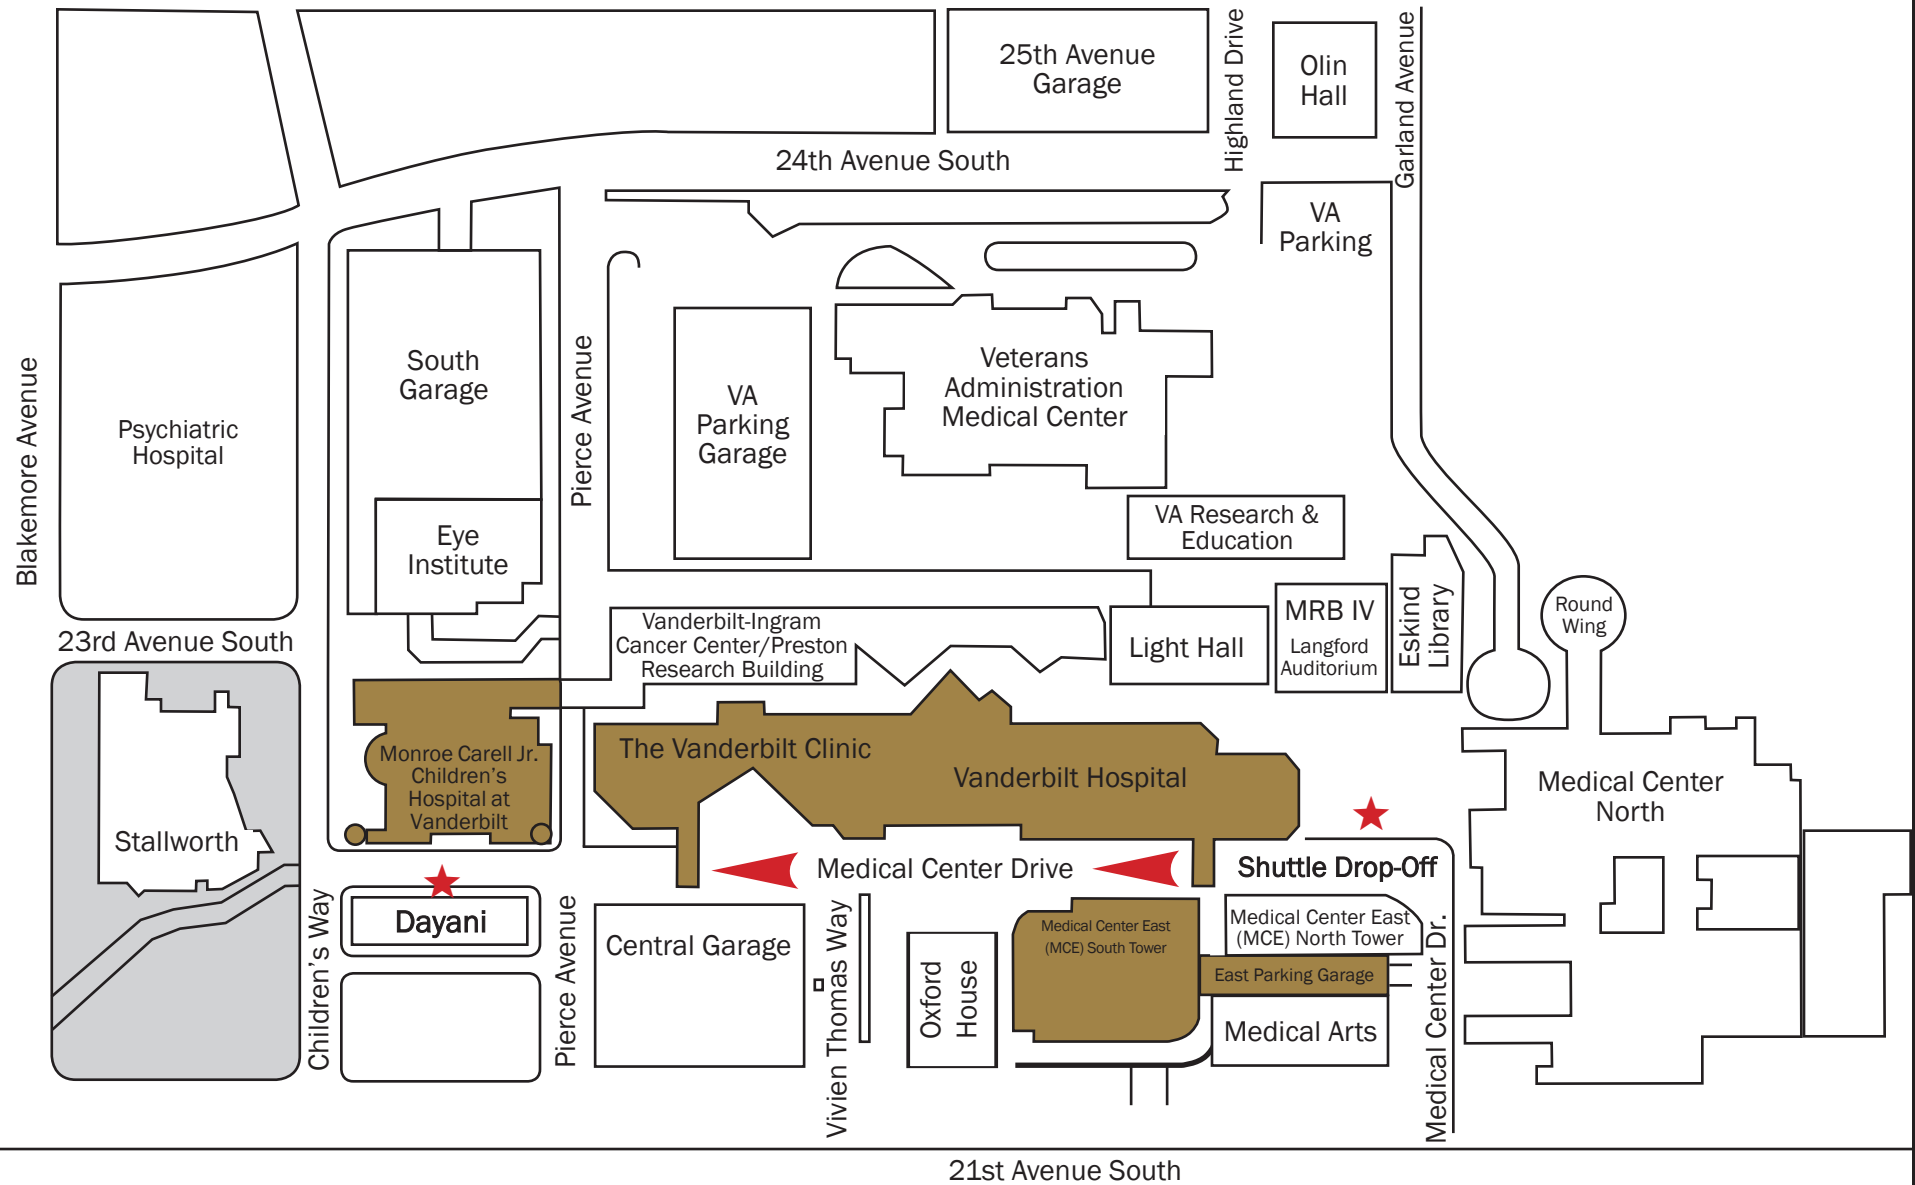 25th Avenue
Garage
Highland Drive
Olin
Hall
Garland Avenue
24th Avenue South
VA
Parking
Blakemore Avenue
Psychiatric
Hospital
South
Garage
Pierce Avenue
VA
Parking
Garage
Veterans
Administration
Medical Center
Eye
Institute
VA Research &
Education
23rd Avenue South
Vanderbilt-Ingram
Cancer Center/Preston
Research Building
Light Hall
MRB IV
Langford
Auditorium
Eskind
Library
Round
Wing
Stallworth
Monroe Carell Jr.
Children's
Hospital at
Vanderbilt
The Vanderbilt Clinic
Vanderbilt Hospital
Medical Center
North
Medical Center Drive
Shuttle Drop-Off
Children's Way
Dayani
Pierce Avenue
Central Garage
Vivien Thomas Way
Oxford
House
Medical Center East
(MCE) South Tower
Medical Center East
(MCE) North Tower
East Parking Garage
Medical Arts
Medical Center Dr.
21st Avenue South